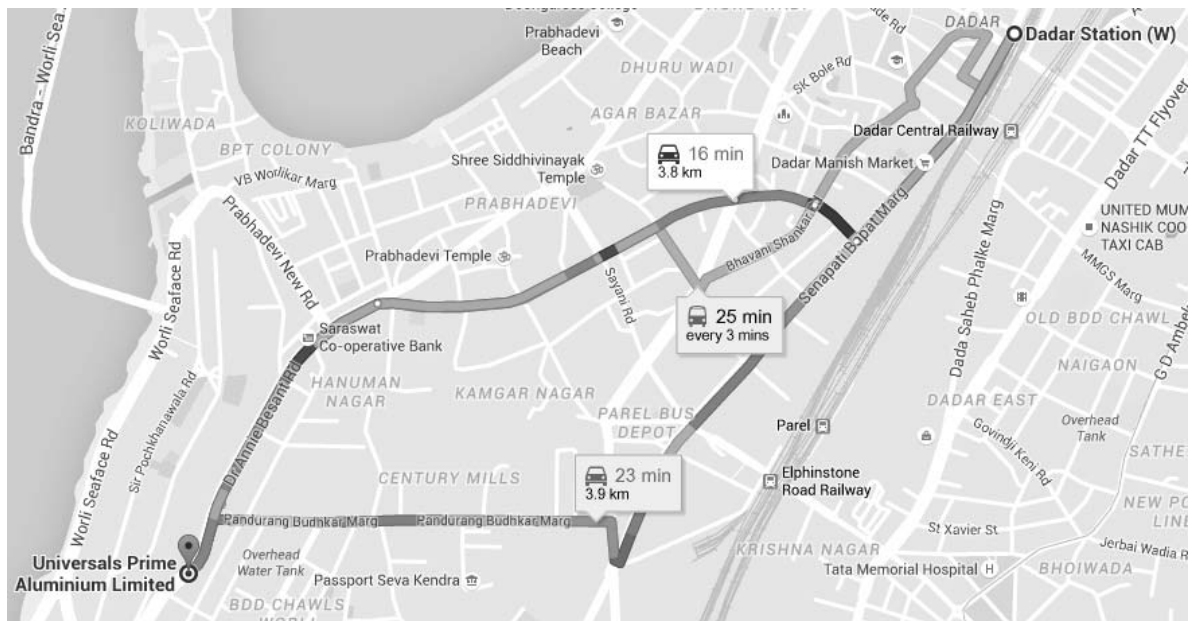 Prabhadevi
Beach
DADAR
Dadar Station (W)
Bandra - Worli Sea
DHURU WADI
SK Bole Rd
AGAR BAZAR
KOLIWADA
BPT COLONY
VB Worlikar Marg
Dadar Central Railway
Dadar TT Flyover
16 min
3.8 km
Shree Siddhivinayak
Temple
Dadar Manish Market
PRABHADEVI
Prabhadevi New Rd
Worli Seaface Rd
Prabhadevi Temple
Bhavani Shankar
Senapati Bapat Marg
Dada Saheb Phalke Marg
UNITED MUM
NASHIK COO
TAXI CAB
MMGS Marg
Sayani Rd
25 min
every 3 mins
OLD BDD CHAWL
Saraswat
Co-operative Bank
HANUMAN
NAGAR
KAMGAR NAGAR
NAIGAON
G D Ambek
Sir Pochkhanawala Rd
Dr Annie Besant Rd
PAREL BUS
DEPOT
Parel
DADAR EAST
Overhead
Tank
Govindji Keni Rd
Worli Seaface Rd
CENTURY MILLS
23 min
3.9 km
Elphinstone
Road Railway
SATHE
NEW PO
LINE
Pandurang Budhkar Marg
Pandurang Budhkar Marg
St Xavier St
KRISHNA NAGAR
Jerbai Wadia R
Universals Prime
Aluminium Limited
Overhead
Water Tank
Passport Seva Kendra
Tata Memorial Hospital
H
BHOIWADA
BDD CHAWLS